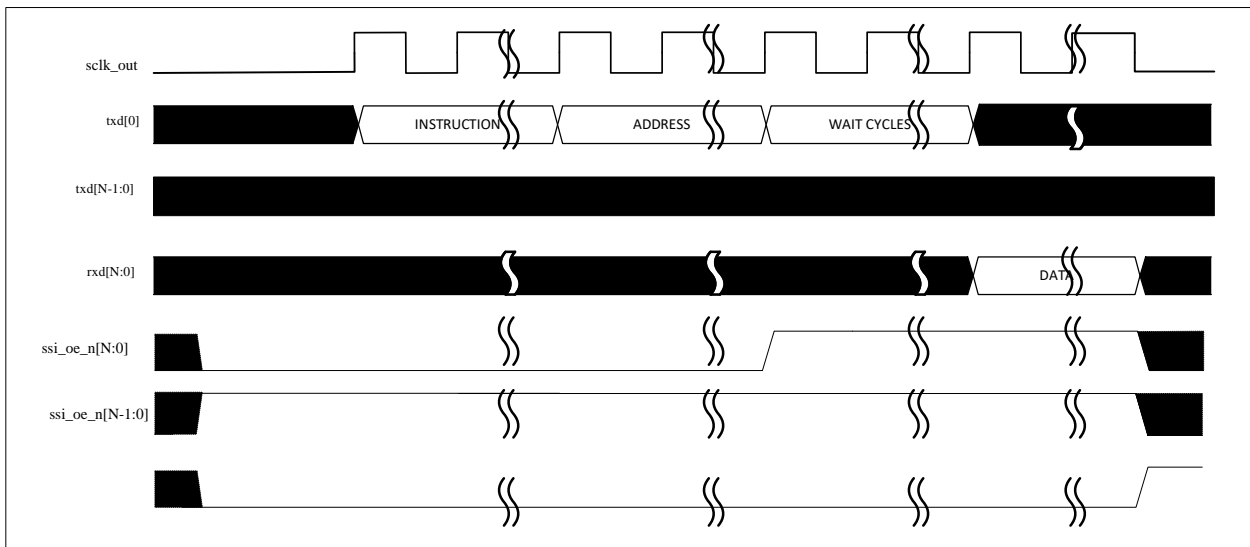 sclk_out
txd[0]
INSTRUCTION
ADDRESS
WAIT CYCLES
txd[N-1:0]
rxd[N:0]
DATA
ssi_oe_n[N:0]
ssi_oe_n[N-1:0]